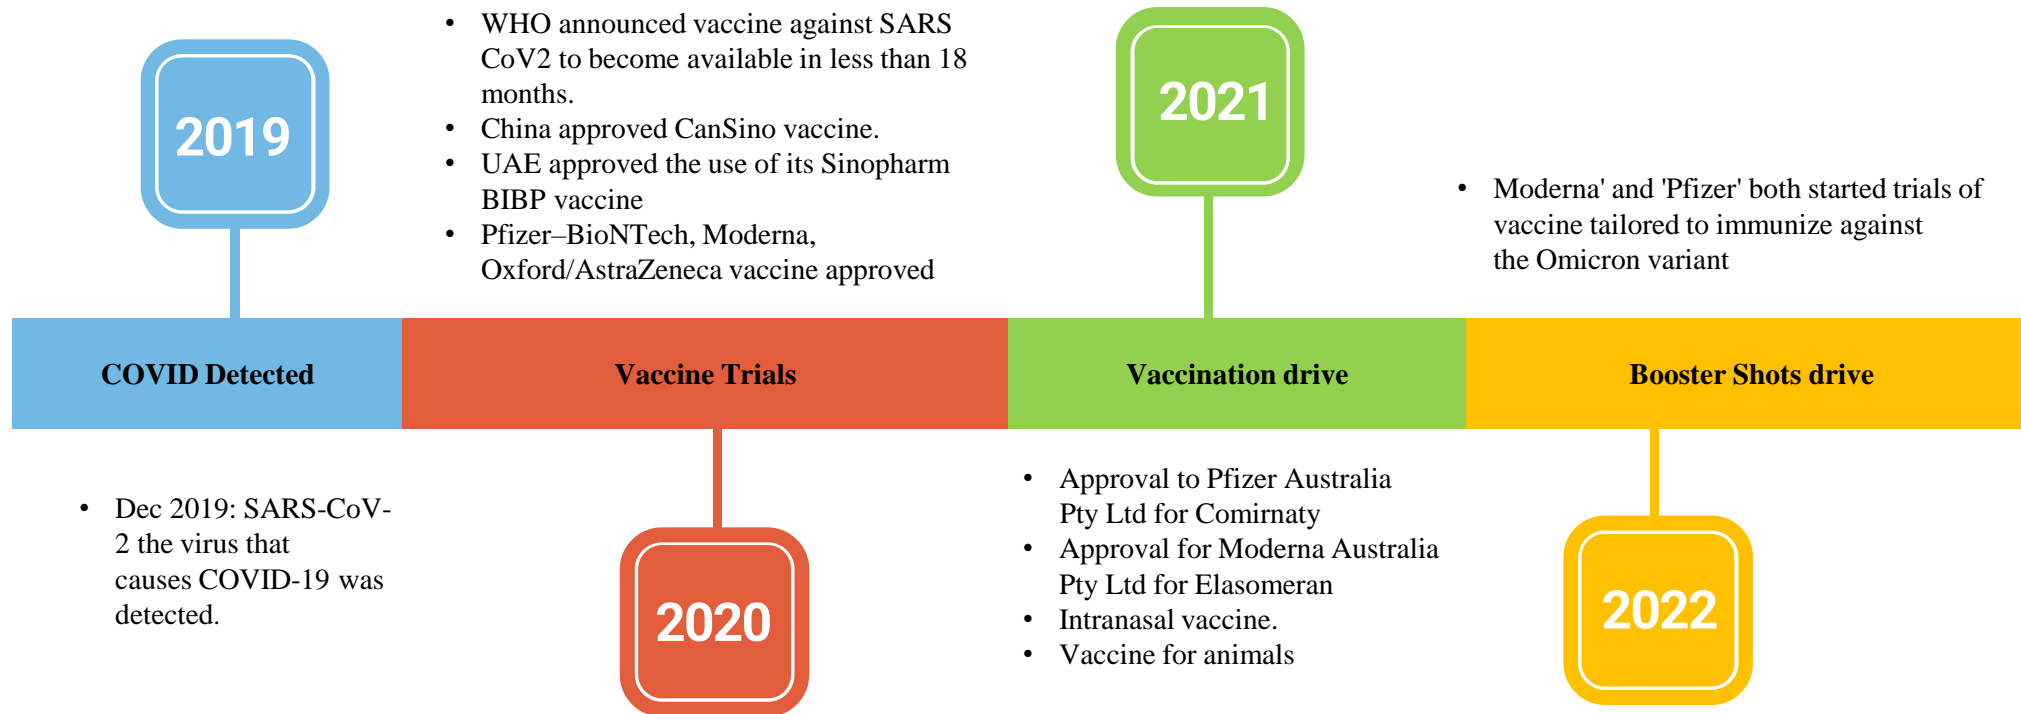 2019
COVID Detected
• Dec 2019: SARS-CoV-
2 the virus that
causes COVID-19 was
detected.
• WHO announced vaccine against SARS
CoV2 to become available in less than 18
months.
• China approved CanSino vaccine.
• UAE approved the use of its Sinopharm
BIBP vaccine
• Pfizer–BioNTech, Moderna,
Oxford/AstraZeneca vaccine approved
Vaccine Trials
2020
2021
Vaccination drive
• Approval to Pfizer Australia
Pty Ltd for Comirnaty
• Approval for Moderna Australia
Pty Ltd for Elasomeran
• Intranasal vaccine.
• Vaccine for animals
• Moderna' and 'Pfizer' both started trials of
vaccine tailored to immunize against
the Omicron variant
Booster Shots drive
2022